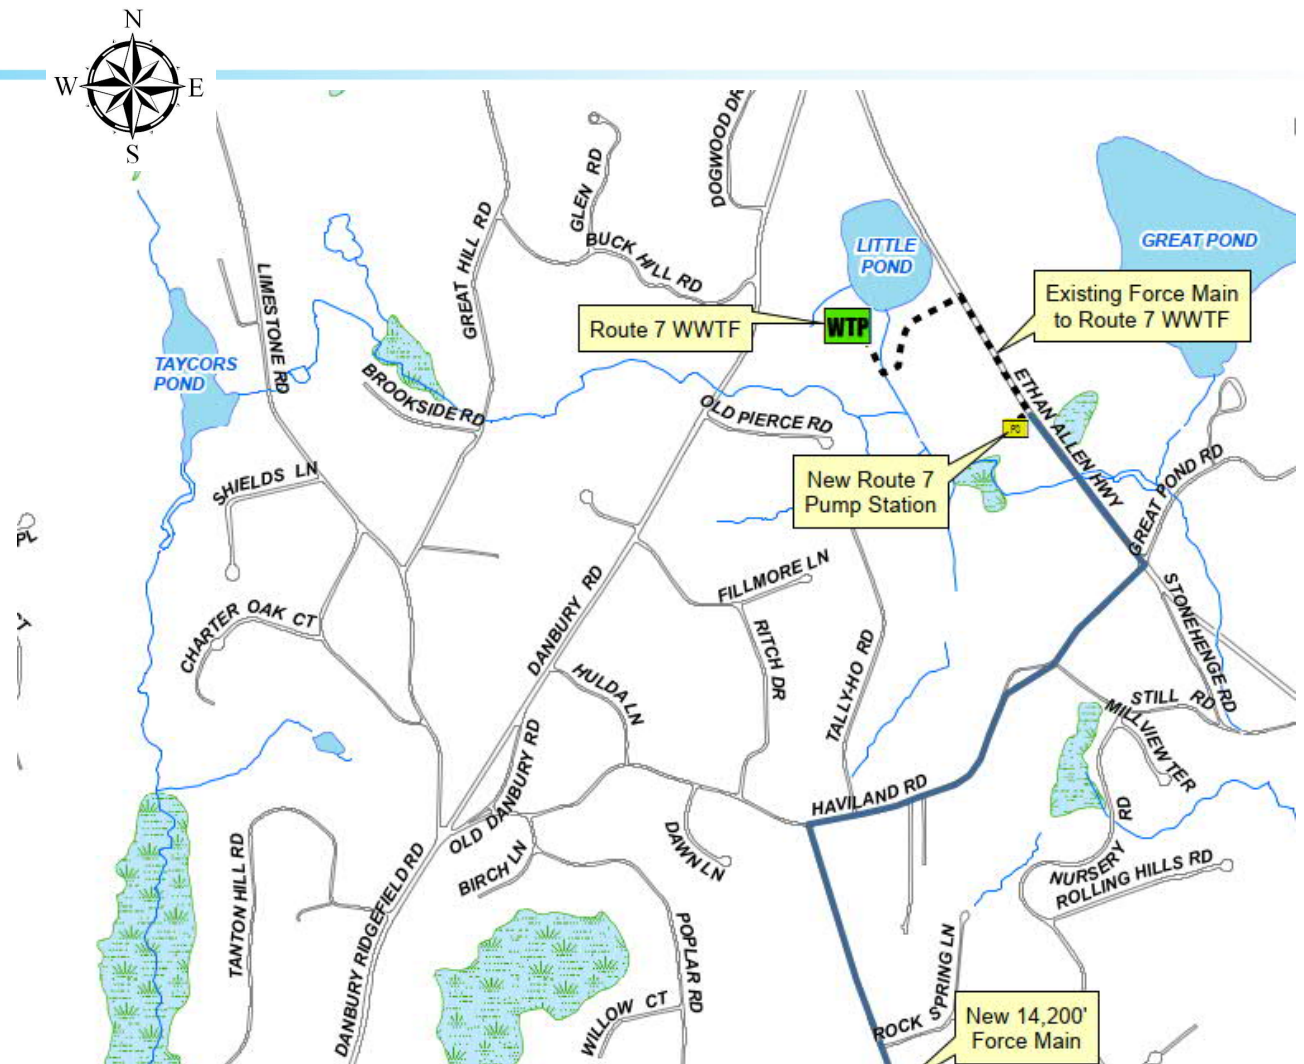 N
W
E
S
DOGWOOD DR
GLEN RD
GREAT HILL RD
BUCK HILL RD
LIMESTONE RD
LITTLE
POND
GREAT POND
Existing Force Main
to Route 7 WWTF
Route 7 WWTF
WTP
TAYCORS
POND
BROOKSIDE RD
OLD PIERCE RD
ETHAN ALLEN HWY
New Route 7
Pump Station
SHIELDS LN
GREAT POND RD
FILLMORE LN
STONEHENGE RD
CHARTER OAK CT
DANBURY RD
RITCH DR
TALLY-HO RD
HULDA LN
STILL RD
MILLVIEW TER
OLD DANBURY RD
HAVILAND RD
NURSERY RD
ROLLING HILLS RD
DAWN LN
BIRCH LN
TANTON HILL RD
DANBURY RIDGEFIELD RD
POPLAR RD
ROCK SPRING LN
WILLOW CT
New 14,200'
Force Main